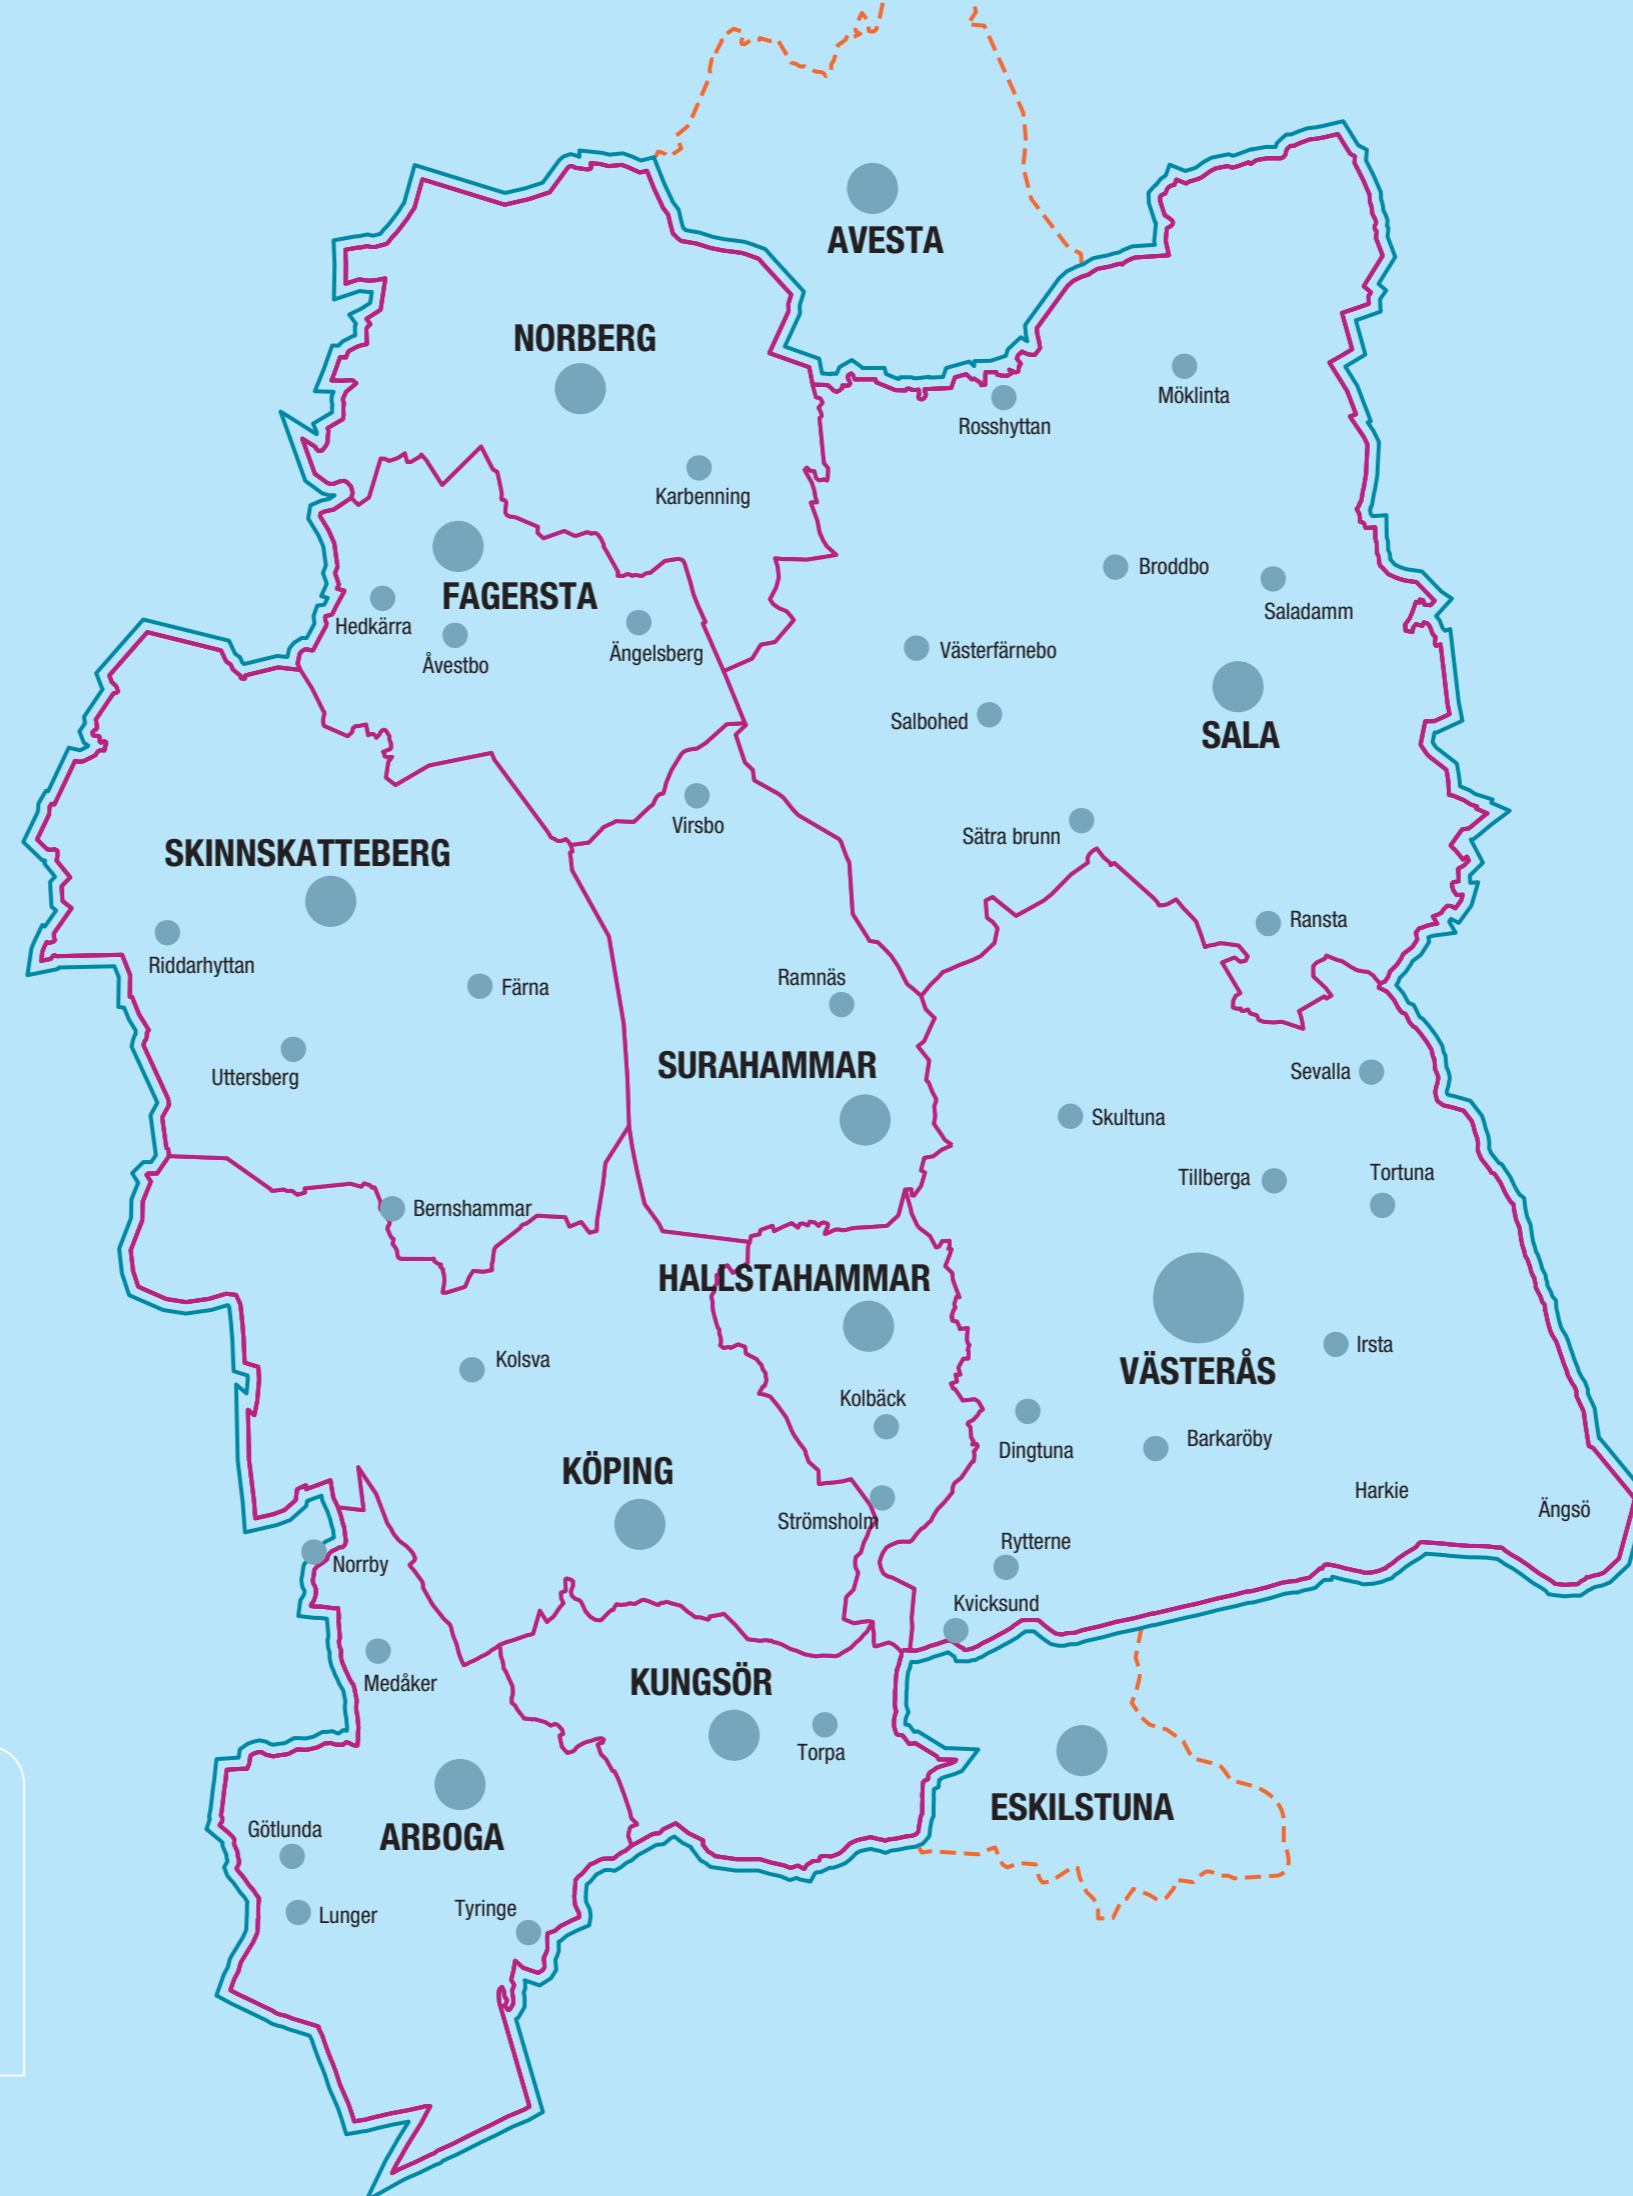 AVESTA
NORBERG
Möklinta
Rosshyttan
Karbenning
Broddbo
FAGERSTA
Saladamm
Hedkärra
Ängelsberg
Västerfärnebo
Åvestbo
Salbohed
SALA
Virsbo
Sätra brunn
SKINNSKATTEBERG
Ransta
Riddarhyttan
Ramnäs
Färna
SURAHAMMAR
Sevalla
Uttersberg
Skultuna
Tillberga
Tortuna
Bernshammar
HALLSTAHAMMAR
Irsta
Kolsva
VÄSTERÅS
Kolbäck
Barkaröby
Dingtuna
KÖPING
Harkie
Ängsö
Strömsholm
Rytterne
Norrby
Kvicksund
Medåker
KUNGSÖR
Torpa
ESKILSTUNA
Götlunda
ARBOGA
Tyringe
Lunger